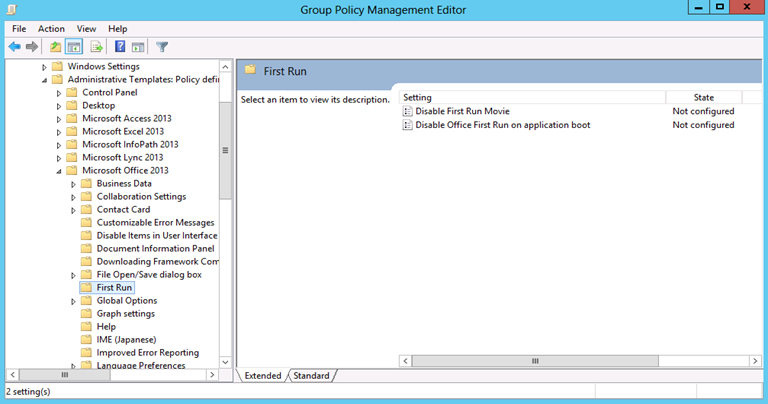 Group Policy Management Editor
File Action View Help
Windows Settings
Administrative Templates: Policy defin
Control Panel
Desktop
Microsoft Access 2013
Microsoft Excel 2013
Microsoft InfoPath 2013
Microsoft Lync 2013
Microsoft Office 2013
Business Data
Collaboration Settings
Contact Card
Customizable Error Messages
Disable Items in User Interface
Document Information Panel
Downloading Framework Com
File Open/Save dialog box
First Run
Global Options
Graph settings
Help
IME (Japanese)
Improved Error Reporting
Language Preferences
First Run
Select an item to view its description.
Setting State
Disable First Run Movie Not configured
Disable Office First Run on application boot Not configured
Extended Standard
2 setting(s)